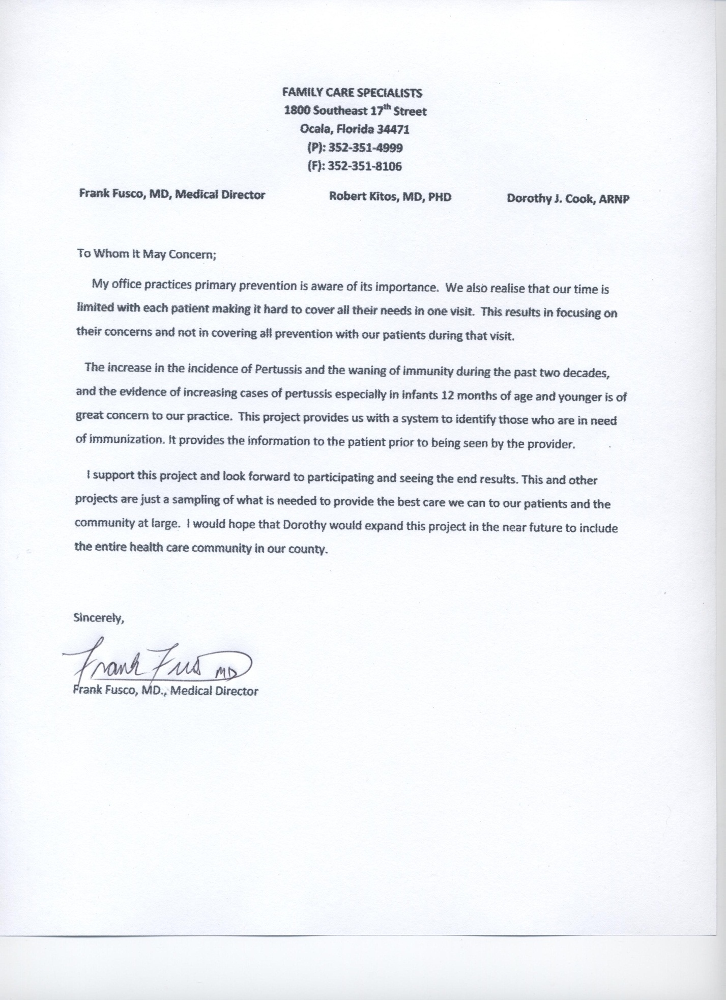 FAMILY CARE SPECIALISTS
1800 Southeast 17th Street
Ocala, Florida 34471
(P): 352-351-4999
(F): 352-351-8106
Frank Fusco, MD, Medical Director Robert Kitos, MD, PHD Dorothy J. Cook, ARNP
To Whom it May Concern;
My office practices primary prevention is aware of its importance. We also realise that our time is
limited with each patient making it hard to cover all their needs in one visit. This results in focusing on
their concerns and not in covering all prevention with our patients during that visit.
The increase in the incidence of Pertussis and the waning of immunity during the past two decades,
and the evidence of increasing cases of pertussis especially in infants 12 months of age and younger is of
great concern to our practice. This project provides us with a system to identify those who are in need
of immunization. It provides the information to the patient prior to being seen by the provider.
I support this project and look forward to participating and seeing the end results. This and other
projects are just a sampling of what is needed to provide the best care we can to our patients and the
community at large. I would hope that Dorothy would expand this project in the near future to include
the entire health care community in our county.
Sincerely,
Frank Fusco MD
Frank Fusco, MD., Medical Director